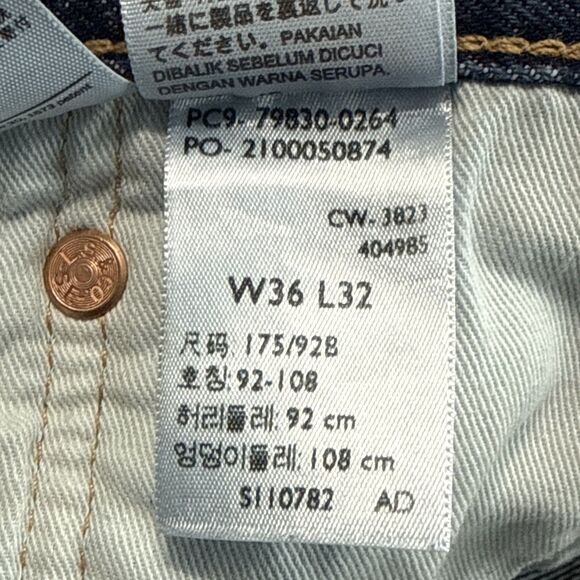 一緒に製品を裏返して洗
てください。PAKAIAN
DIBALIK SEBELUM DICUCI
DENGAN WARNA SERUPA.
PC9- 79830-0264
PO- 2100050874
CW- 3823
404985
W36 L32
尺码 175/92B
호칭: 92-108
허리둘레: 92 cm
엉덩이둘레: 108 cm
S110782 AD